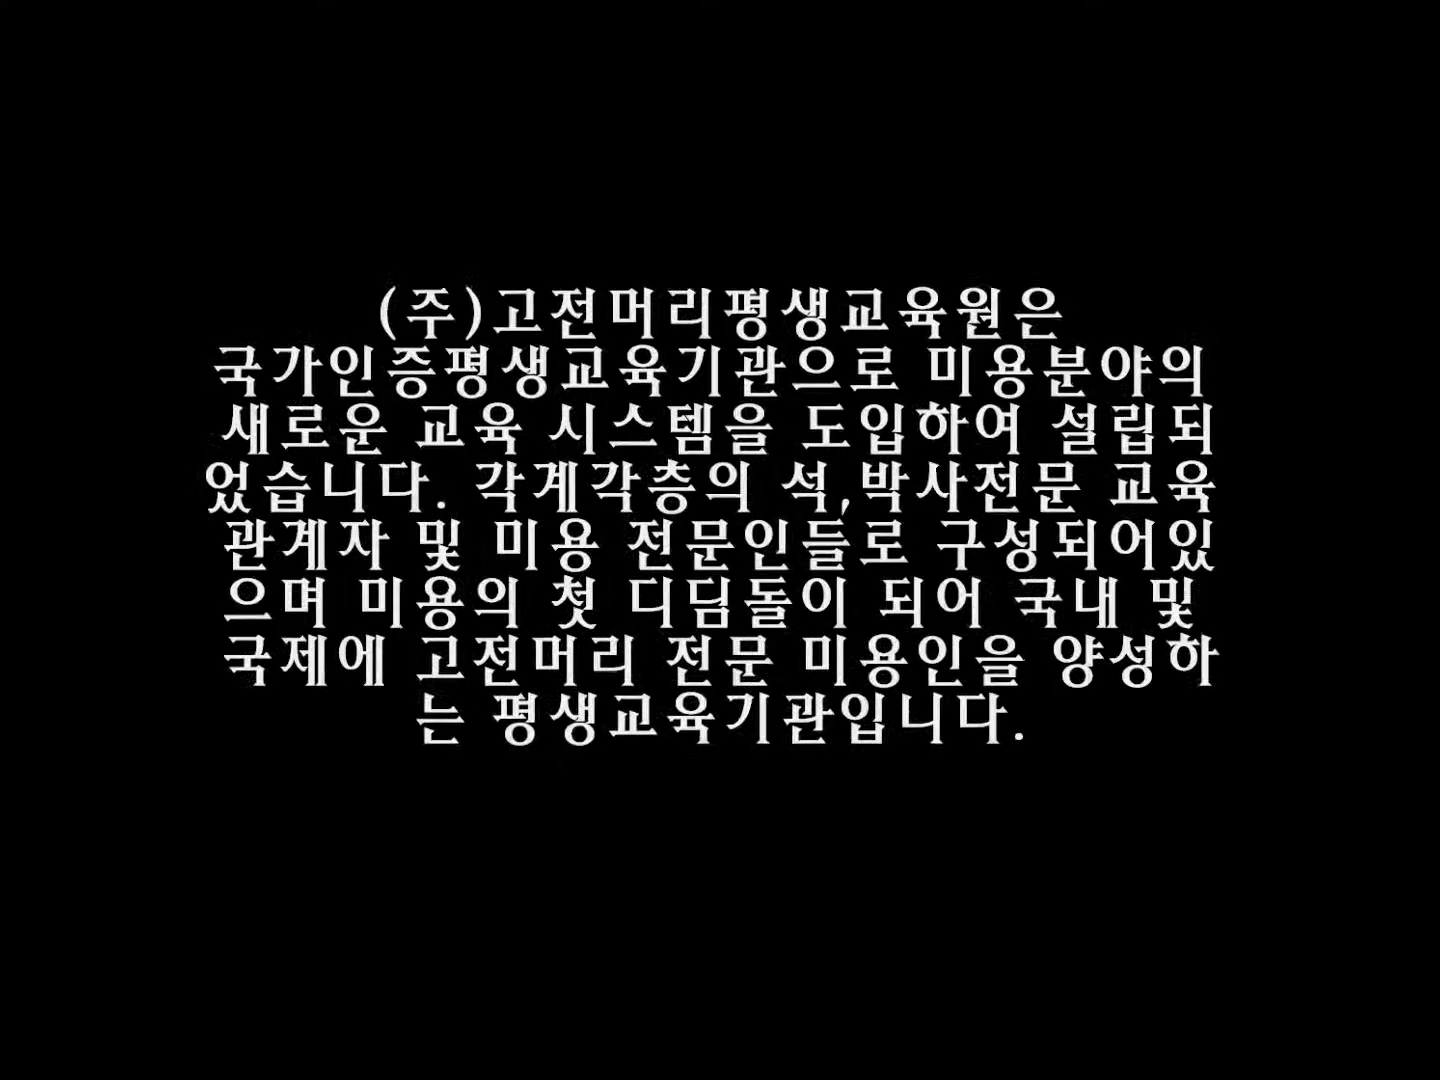 (주)고전머리평생교육원은
국가인증평생교육기관으로 미용분야의
새로운 교육 시스템을 도입하여 설립되
었습니다. 각계각층의 석,박사전문 교육
관계자 및 미용 전문인들로 구성되어있
으며 미용의 첫 디딤돌이 되어 국내 및
국제에 고전머리 전문 미용인을 양성하
는 평생교육기관입니다.